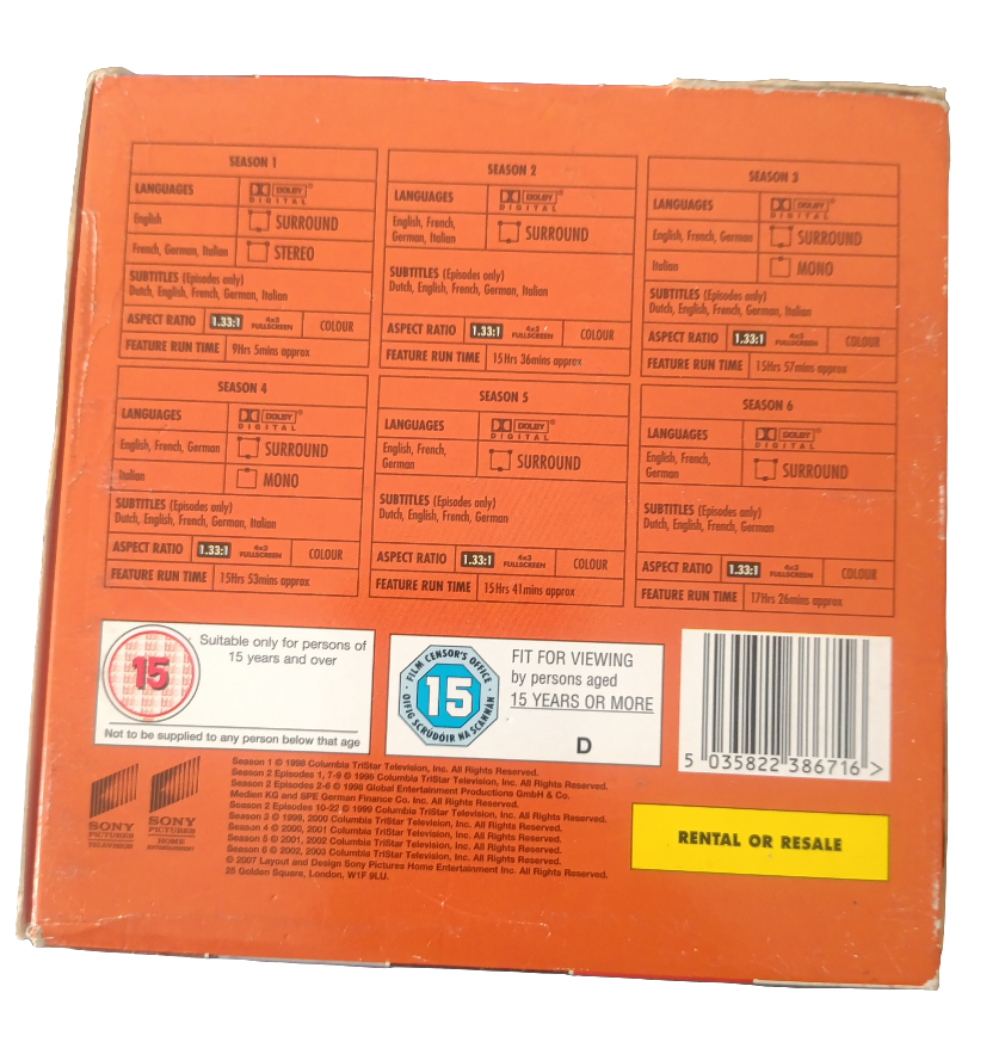 SEASON 1
LANGUAGES
DOLBY®
DIGITAL
English
SURROUND
French, German, Italian
STEREO
SUBTITLES (Episodes only)
Dutch, English, French, German, Italian
ASPECT RATIO 1.33:1 4x3 FULLSCREEN COLOUR
FEATURE RUN TIME 9Hrs 5mins approx
SEASON 2
LANGUAGES
DOLBY®
DIGITAL
English, French,
German, Italian
SURROUND
SUBTITLES (Episodes only)
Dutch, English, French, German, Italian
ASPECT RATIO 1.33:1 4x3 FULLSCREEN COLOUR
FEATURE RUN TIME 15Hrs 36mins approx
SEASON 3
LANGUAGES
DOLBY®
DIGITAL
English, French, German
SURROUND
Italian
MONO
SUBTITLES (Episodes only)
Dutch, English, French, German, Italian
ASPECT RATIO 1.33:1 4x3 FULLSCREEN COLOUR
FEATURE RUN TIME 15Hrs 57mins approx
SEASON 4
LANGUAGES
DOLBY®
DIGITAL
English, French, German
SURROUND
Italian
MONO
SUBTITLES (Episodes only)
Dutch, English, French, German, Italian
ASPECT RATIO 1.33:1 4x3 FULLSCREEN COLOUR
FEATURE RUN TIME 15Hrs 53mins approx
SEASON 5
LANGUAGES
DOLBY®
DIGITAL
English, French,
German
SURROUND
SUBTITLES (Episodes only)
Dutch, English, French, German
ASPECT RATIO 1.33:1 4x3 FULLSCREEN COLOUR
FEATURE RUN TIME 15Hrs 41mins approx
SEASON 6
LANGUAGES
DOLBY®
DIGITAL
English, French,
German
SURROUND
SUBTITLES (Episodes only)
Dutch, English, French, German
ASPECT RATIO 1.33:1 4x3 FULLSCREEN COLOUR
FEATURE RUN TIME 17Hrs 26mins approx
15
Suitable only for persons of
15 years and over
Not to be supplied to any person below that age
FILM CENSOR'S OFFICE
15
OIFIG SCRÚDÓIR NA SCANNÁN
FIT FOR VIEWING
by persons aged
15 YEARS OR MORE
D
5 035822 386716 >
SONY
PICTURES
TELEVISION
SONY
PICTURES
HOME
ENTERTAINMENT
Season 1 © 1998 Columbia TriStar Television, Inc. All Rights Reserved.
Season 2 Episodes 1, 7-9 © 1998 Columbia TriStar Television, Inc. All Rights Reserved.
Season 2 Episodes 2-6 © 1998 Global Entertainment Productions GmbH & Co.
Medien KG and SPE German Finance Co. Inc. All Rights Reserved.
Season 2 Episodes 10-22 © 1999 Columbia TriStar Television, Inc. All Rights Reserved.
Season 3 © 1999, 2000 Columbia TriStar Television, Inc. All Rights Reserved.
Season 4 © 2000, 2001 Columbia TriStar Television, Inc. All Rights Reserved.
Season 5 © 2001, 2002 Columbia TriStar Television, Inc. All Rights Reserved.
Season 6 © 2002, 2003 Columbia TriStar Television, Inc. All Rights Reserved.
© 2007 Layout and Design Sony Pictures Home Entertainment Inc. All Rights Reserved.
25 Golden Square, London, W1F 9LU.
RENTAL OR RESALE